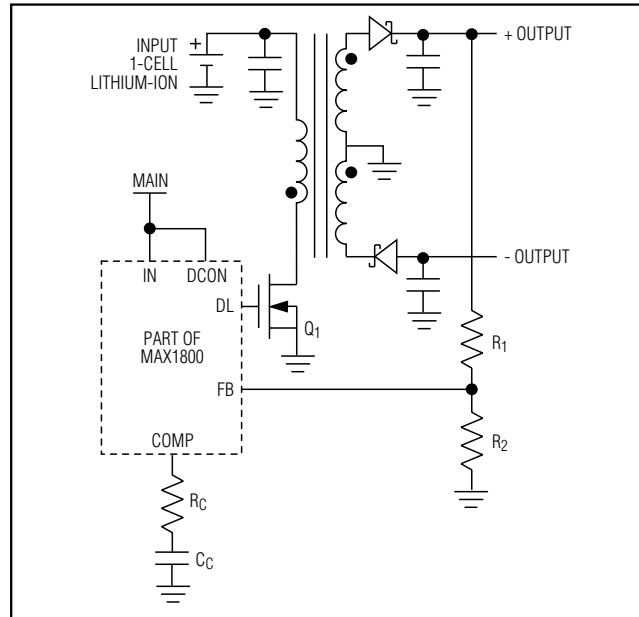 INPUT
1-CELL
LITHIUM-ION
+
+ OUTPUT
MAIN
- OUTPUT
IN
DCON
DL
Q1
PART OF
MAX1800
R1
FB
COMP
R2
RC
CC